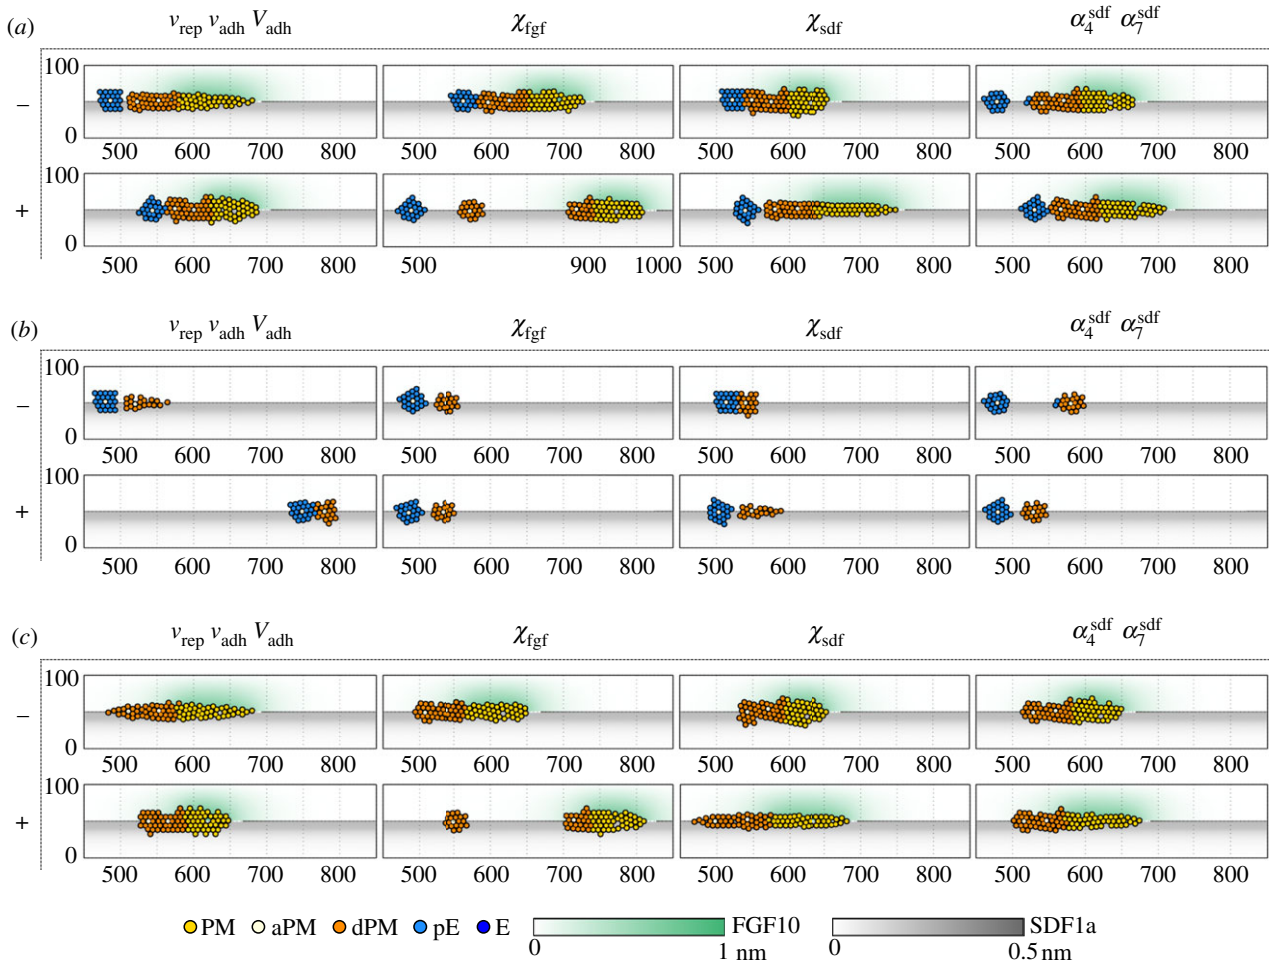 (a) v_rep v_adh V_adh χ_fgf χ_sdf α_4^sdf α_7^sdf
100 −
0
500 600 700 800 500 600 700 800 500 600 700 800 500 600 700 800
100 +
0
500 600 700 800 500 900 1000 500 600 700 800 500 600 700 800
(b) v_rep v_adh V_adh χ_fgf χ_sdf α_4^sdf α_7^sdf
100 −
0
500 600 700 800 500 600 700 800 500 600 700 800 500 600 700 800
100 +
0
500 600 700 800 500 600 700 800 500 600 700 800 500 600 700 800
(c) v_rep v_adh V_adh χ_fgf χ_sdf α_4^sdf α_7^sdf
100 −
0
500 600 700 800 500 600 700 800 500 600 700 800 500 600 700 800
100 +
0
500 600 700 800 500 600 700 800 500 600 700 800 500 600 700 800
PM aPM dPM pE E FGF10 SDF1a
0 1 nm 0 0.5 nm